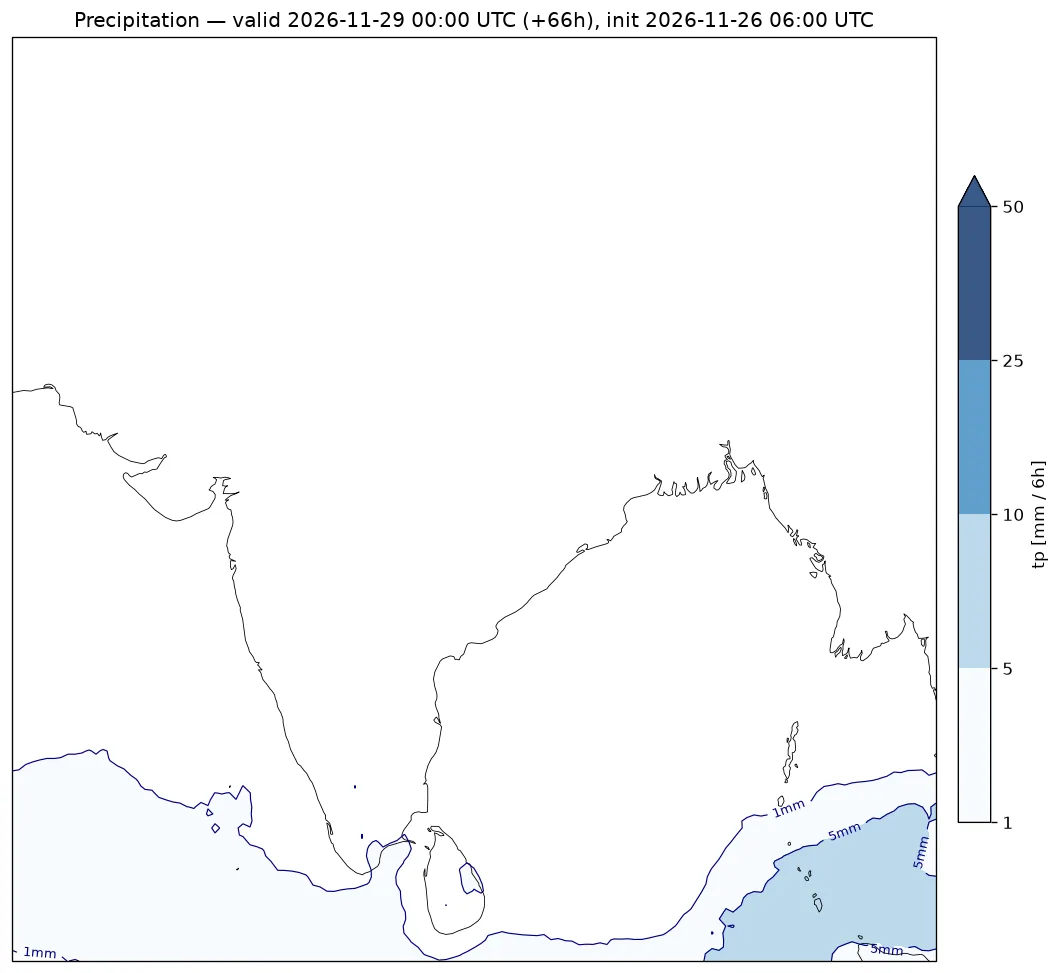 Precipitation — valid 2026-11-29 00:00 UTC (+66h), init 2026-11-26 06:00 UTC
50
25
10
5
1
tp [mm / 6h]
1mm
5mm
5mm
1mm
5mm